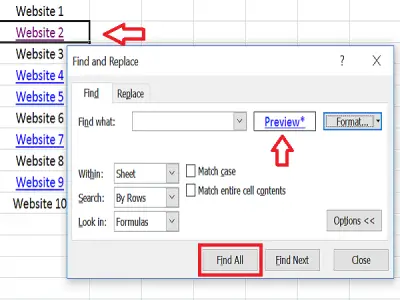 Website 1
Website 2
Website 3
Website 4
Website 5
Website 6
Website 7
Website 8
Website 9
Website 10
Find and Replace
? X
Find Replace
Find what: Preview* Format...
Within: Sheet Match case
Match entire cell contents
Search: By Rows
Look in: Formulas
Options <<
Find All Find Next Close